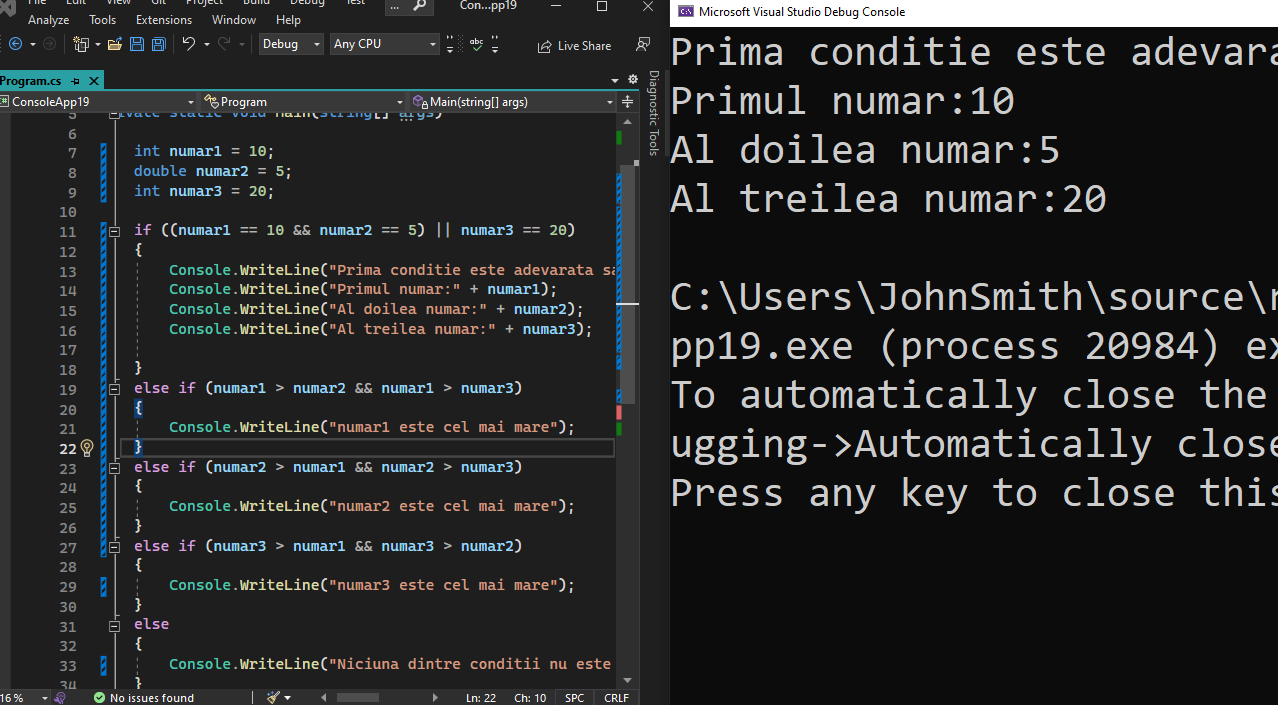 File Edit View Git Project Build Debug Test ... Con...pp19
Analyze Tools Extensions Window Help
Debug Any CPU abc Live Share
Program.cs
ConsoleApp19 Program Main(string[] args)
5 private static void Main(string[] args)
6
7 int numar1 = 10;
8 double numar2 = 5;
9 int numar3 = 20;
10
11 if ((numar1 == 10 && numar2 == 5) || numar3 == 20)
12 {
13 Console.WriteLine("Prima conditie este adevarata sa
14 Console.WriteLine("Primul numar:" + numar1);
15 Console.WriteLine("Al doilea numar:" + numar2);
16 Console.WriteLine("Al treilea numar:" + numar3);
17
18 }
19 else if (numar1 > numar2 && numar1 > numar3)
20 {
21 Console.WriteLine("numar1 este cel mai mare");
22 }
23 else if (numar2 > numar1 && numar2 > numar3)
24 {
25 Console.WriteLine("numar2 este cel mai mare");
26 }
27 else if (numar3 > numar1 && numar3 > numar2)
28 {
29 Console.WriteLine("numar3 este cel mai mare");
30 }
31 else
32 {
33 Console.WriteLine("Niciuna dintre conditii nu este
34 }
16 % No issues found Ln: 22 Ch: 10 SPC CRLF
Diagnostic Tools
Microsoft Visual Studio Debug Console
Prima conditie este adevara
Primul numar:10
Al doilea numar:5
Al treilea numar:20
C:\Users\JohnSmith\source\r
pp19.exe (process 20984) ex
To automatically close the
ugging->Automatically close
Press any key to close this